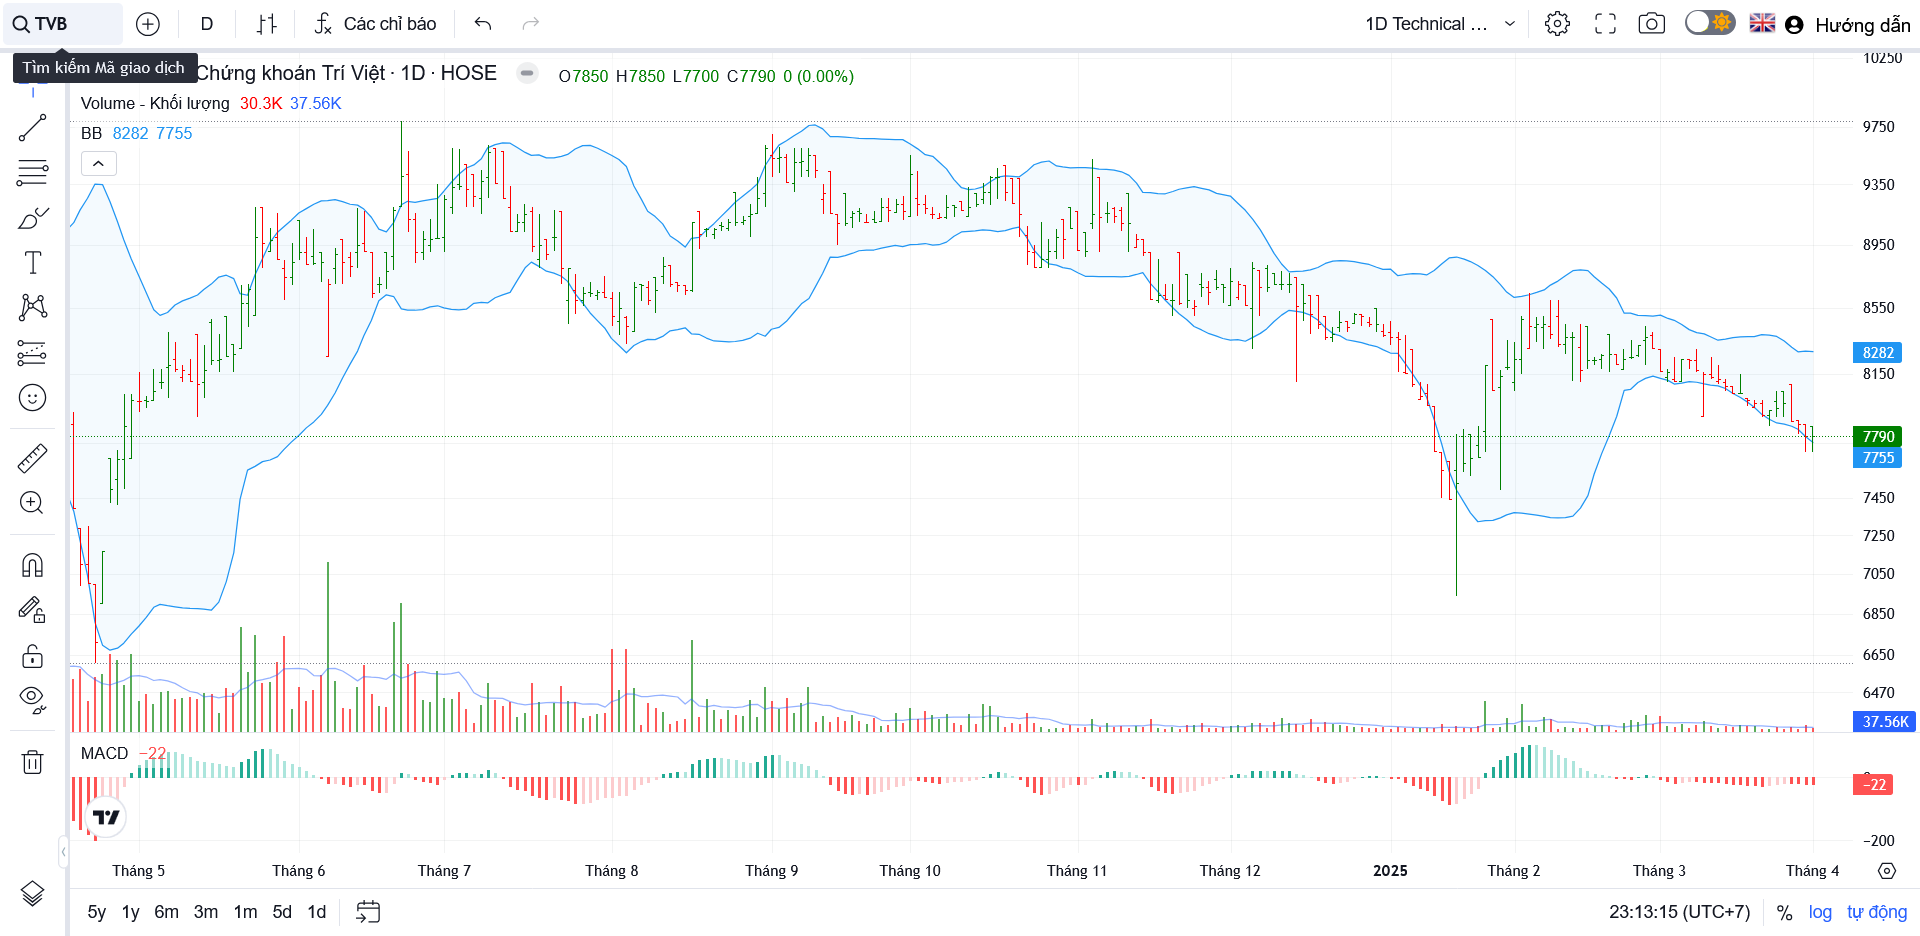 TVB
D
Các chỉ báo
1D Technical ...
Hướng dẫn
Tìm kiếm Mã giao dịch
Chứng khoán Trí Việt · 1D · HOSE
O7850 H7850 L7700 C7790 0 (0.00%)
Volume - Khối lượng 30.3K 37.56K
BB 8282 7755
10250
9750
9350
8950
8550
8282
8150
7790
7755
7450
7250
7050
6850
6650
6470
37.56K
MACD −22
−22
−200
Tháng 5 Tháng 6 Tháng 7 Tháng 8 Tháng 9 Tháng 10 Tháng 11 Tháng 12 2025 Tháng 2 Tháng 3 Tháng 4
5y 1y 6m 3m 1m 5d 1d
23:13:15 (UTC+7) % log tự động